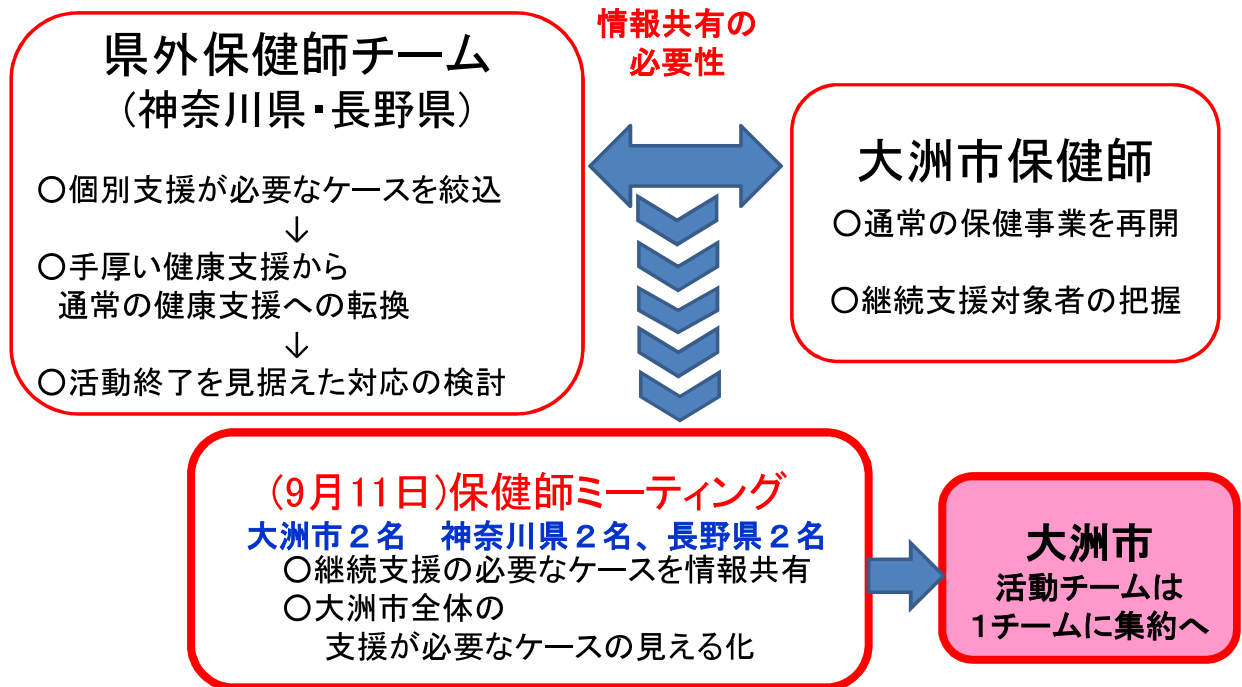 県外保健師チーム
（神奈川県・長野県）
○個別支援が必要なケースを絞込
↓
○手厚い健康支援から
通常の健康支援への転換
↓
○活動終了を見据えた対応の検討
情報共有の
必要性
大洲市保健師
○通常の保健事業を再開
○継続支援対象者の把握
（9月11日）保健師ミーティング
大洲市２名　神奈川県２名、長野県２名
○継続支援の必要なケースを情報共有
○大洲市全体の
支援が必要なケースの見える化
大洲市
活動チームは
１チームに集約へ